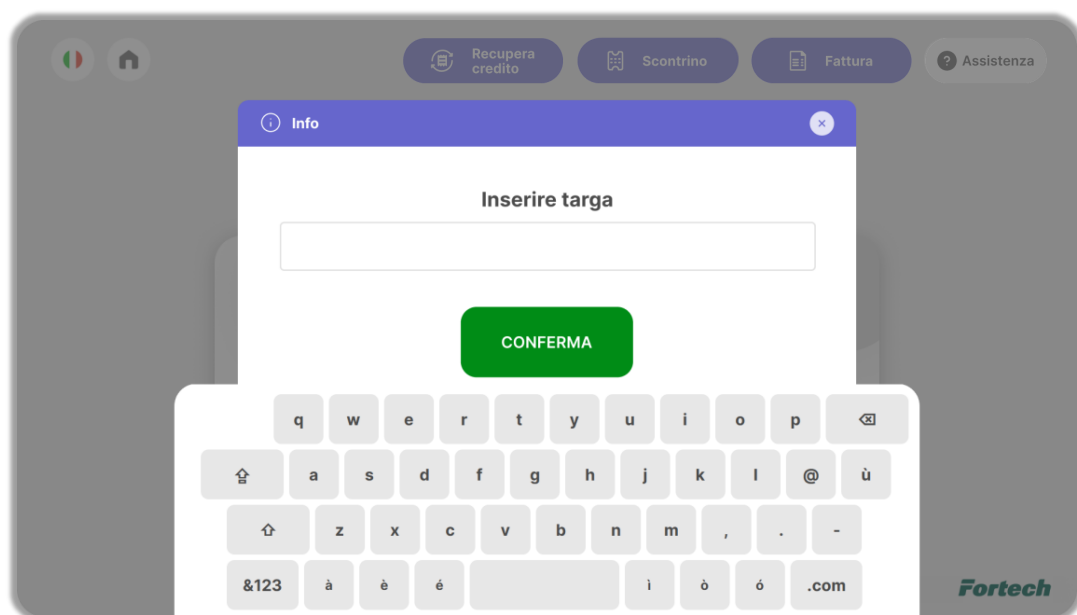 Recupera
credito
Scontrino
Fattura
? Assistenza
i Info
Inserire targa
CONFERMA
q w e r t y u i o p
a s d f g h j k l @ ù
z x c v b n m , . -
&123 à è é ì ò ó .com
Fortech